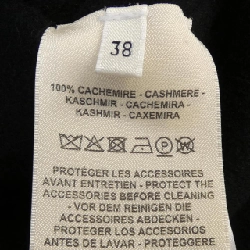 38
100% CACHEMIRE - CASHMERE -
KASCHMIR - CACHEMIRA -
KAŞMIR - CAXEMIRA
PROTÉGER LES ACCESSOIRES
AVANT ENTRETIEN - PROTECT THE
ACCESSORIES BEFORE CLEANING
- VOR DEM REINIGEN DIE
ACCESSOIRES ABDECKEN -
PROTEGER LOS ACCESORIOS
ANTES DE LAVAR - PROTEGGERE